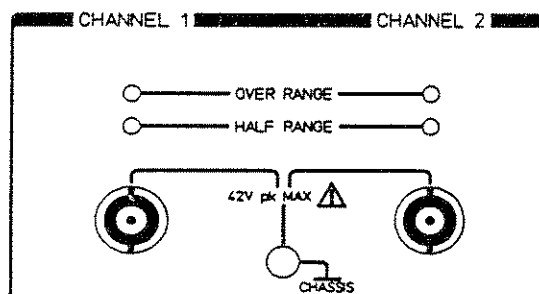 CHANNEL 1 CHANNEL 2
OVER RANGE
HALF RANGE
42V pk MAX
CHASSIS